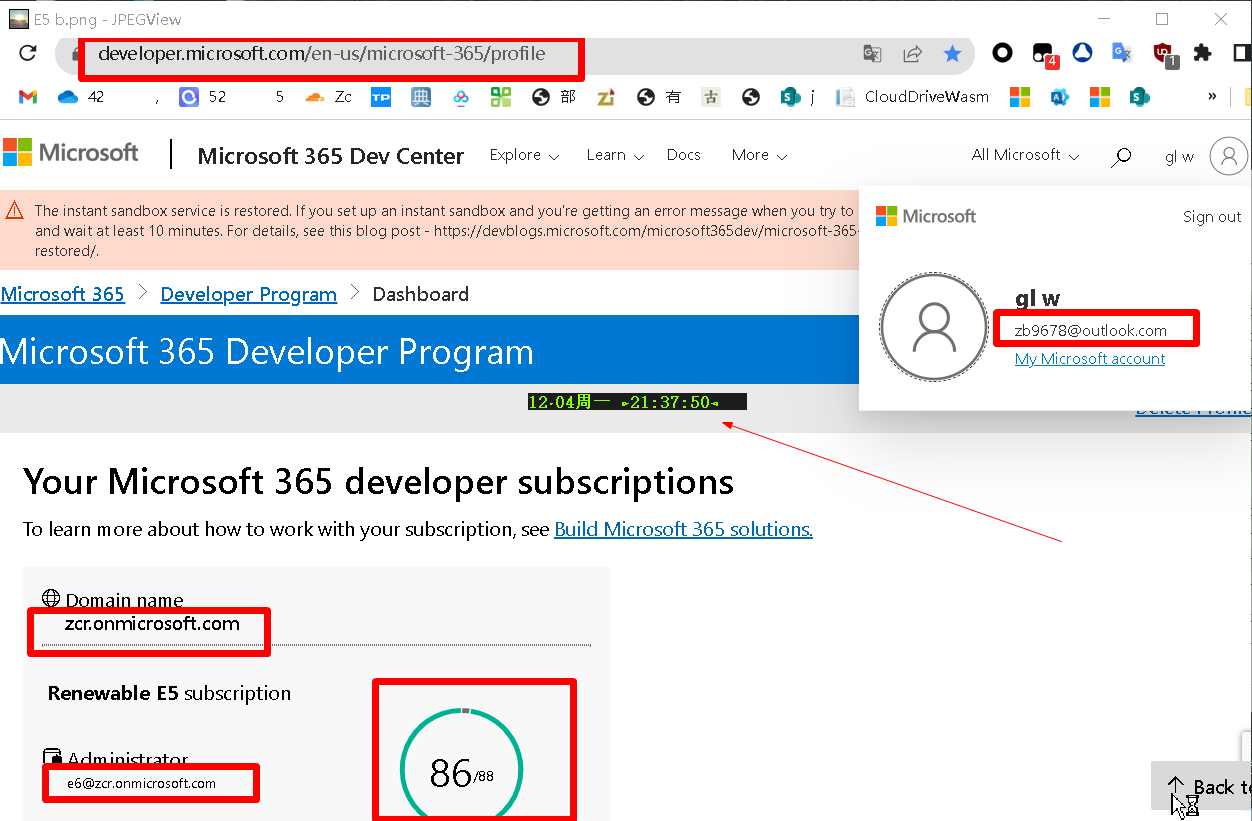 E5 b.png - JPEGView
developer.microsoft.com/en-us/microsoft-365/profile
4
1
42 , 52 5 Zc TP 典 部 有 古 S j CloudDriveWasm S »
Microsoft | Microsoft 365 Dev Center Explore Learn Docs More All Microsoft gl w
The instant sandbox service is restored. If you set up an instant sandbox and you're getting an error message when you try to
and wait at least 10 minutes. For details, see this blog post - https://devblogs.microsoft.com/microsoft365dev/microsoft-365-
restored/.
Microsoft Sign out
gl w
zb9678@outlook.com
My Microsoft account
Microsoft 365 > Developer Program > Dashboard
Microsoft 365 Developer Program
12-04周一 21:37:50
Delete Profile
Your Microsoft 365 developer subscriptions
To learn more about how to work with your subscription, see Build Microsoft 365 solutions.
Domain name
zcr.onmicrosoft.com
Renewable E5 subscription
86/88
Administrator
e6@zcr.onmicrosoft.com
Back to